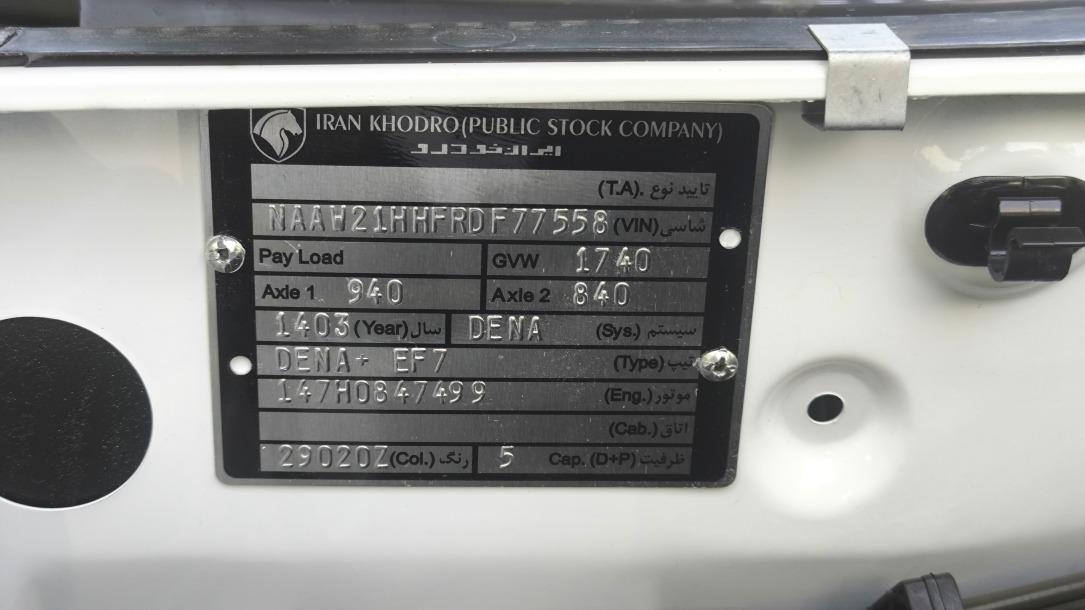 IRAN KHODRO(PUBLIC STOCK COMPANY)
ایران خودرو
تایید نوع .(T.A.)
NAAW21HHFRDF77558 شاسی(VIN)
Pay Load GVW 1740
Axle 1 940 Axle 2 840
1403 سال(Year) DENA سیستم (Sys.)
DENA+ EF7 تیپ(Type)
147H0847499 موتور(Eng.)
اتاق (Cab.)
29020Z رنگ(Col.) 5 ظرفیت Cap. (D+P)